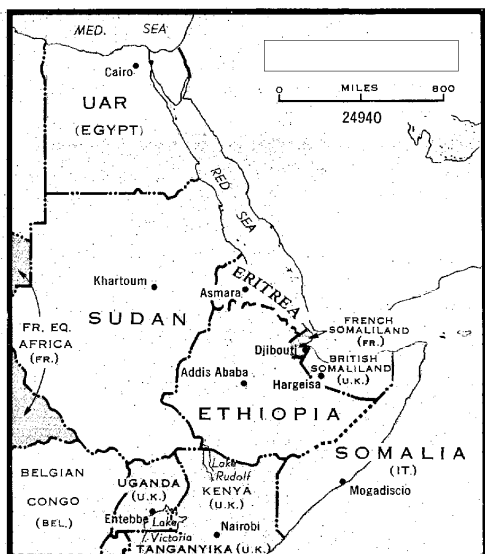 MED. SEA
Cairo
UAR
(EGYPT)
0 MILES 800
24940
RED SEA
Khartoum
SUDAN
Asmara
ERITREA
FR. EQ.
AFRICA
(FR.)
FRENCH
SOMALILAND
(FR.)
Djibouti
BRITISH
SOMALILAND
(U.K.)
Hargeisa
Addis Ababa
ETHIOPIA
SOMALIA
(IT.)
Mogadiscio
BELGIAN
CONGO
(BEL.)
UGANDA
(U.K.)
Entebbe
Lake
Rudolf
KENYA
(U.K.)
Nairobi
Lake
Victoria
TANGANYIKA (U.K.)